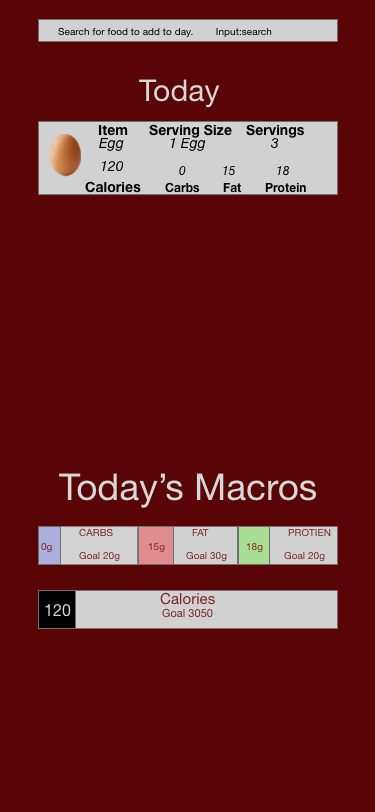 Search for food to add to day. Input:search
Today
Item Serving Size Servings
Egg 1 Egg 3
120 0 15 18
Calories Carbs Fat Protein
Today's Macros
0g CARBS 15g FAT 18g PROTIEN
Goal 20g Goal 30g Goal 20g
120 Calories
Goal 3050